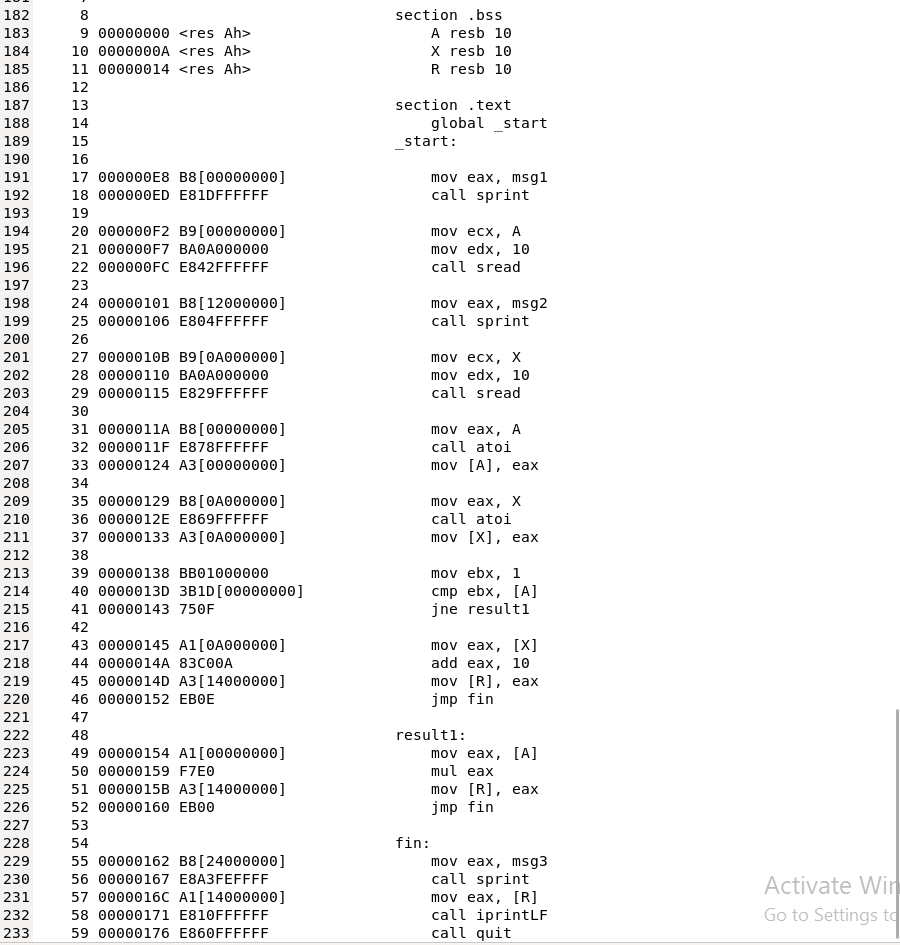 182 8 section .bss
183 9 00000000 <res Ah> A resb 10
184 10 0000000A <res Ah> X resb 10
185 11 00000014 <res Ah> R resb 10
186 12
187 13 section .text
188 14 global _start
189 15 _start:
190 16
191 17 000000E8 B8[00000000] mov eax, msg1
192 18 000000ED E81DFFFFFF call sprint
193 19
194 20 000000F2 B9[00000000] mov ecx, A
195 21 000000F7 BA0A000000 mov edx, 10
196 22 000000FC E842FFFFFF call sread
197 23
198 24 00000101 B8[12000000] mov eax, msg2
199 25 00000106 E804FFFFFF call sprint
200 26
201 27 0000010B B9[0A000000] mov ecx, X
202 28 00000110 BA0A000000 mov edx, 10
203 29 00000115 E829FFFFFF call sread
204 30
205 31 0000011A B8[00000000] mov eax, A
206 32 0000011F E878FFFFFF call atoi
207 33 00000124 A3[00000000] mov [A], eax
208 34
209 35 00000129 B8[0A000000] mov eax, X
210 36 0000012E E869FFFFFF call atoi
211 37 00000133 A3[0A000000] mov [X], eax
212 38
213 39 00000138 BB01000000 mov ebx, 1
214 40 0000013D 3B1D[00000000] cmp ebx, [A]
215 41 00000143 750F jne result1
216 42
217 43 00000145 A1[0A000000] mov eax, [X]
218 44 0000014A 83C00A add eax, 10
219 45 0000014D A3[14000000] mov [R], eax
220 46 00000152 EB0E jmp fin
221 47
222 48 result1:
223 49 00000154 A1[00000000] mov eax, [A]
224 50 00000159 F7E0 mul eax
225 51 0000015B A3[14000000] mov [R], eax
226 52 00000160 EB00 jmp fin
227 53
228 54 fin:
229 55 00000162 B8[24000000] mov eax, msg3
230 56 00000167 E8A3FEFFFF call sprint
231 57 0000016C A1[14000000] mov eax, [R]
232 58 00000171 E810FFFFFF call iprintLF
233 59 00000176 E860FFFFFF call quit
Activate Win
Go to Settings to